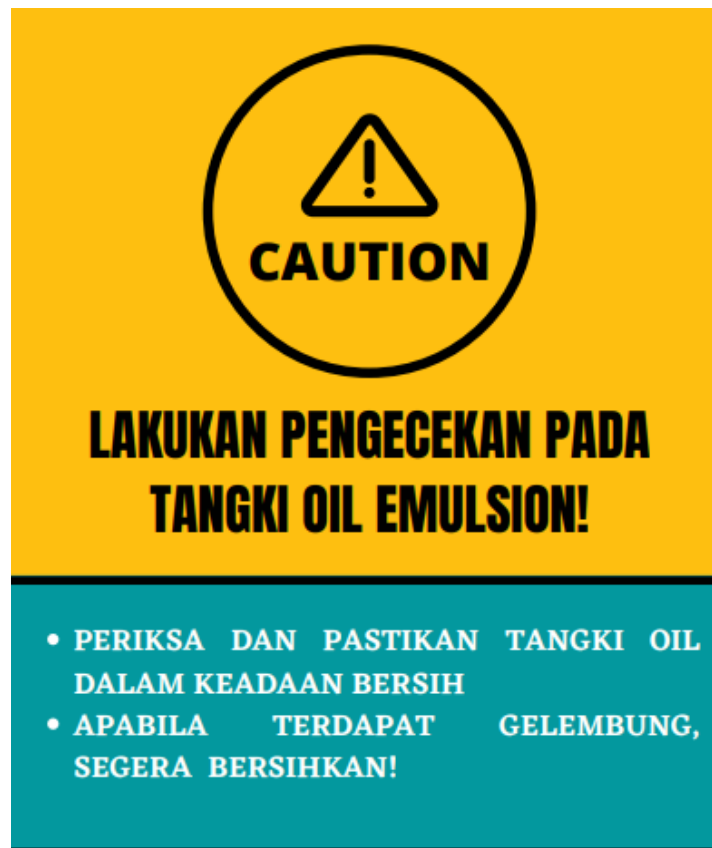 CAUTION
LAKUKAN PENGECEKAN PADA
TANGKI OIL EMULSION!
• PERIKSA DAN PASTIKAN TANGKI OIL
DALAM KEADAAN BERSIH
• APABILA TERDAPAT GELEMBUNG,
SEGERA BERSIHKAN!